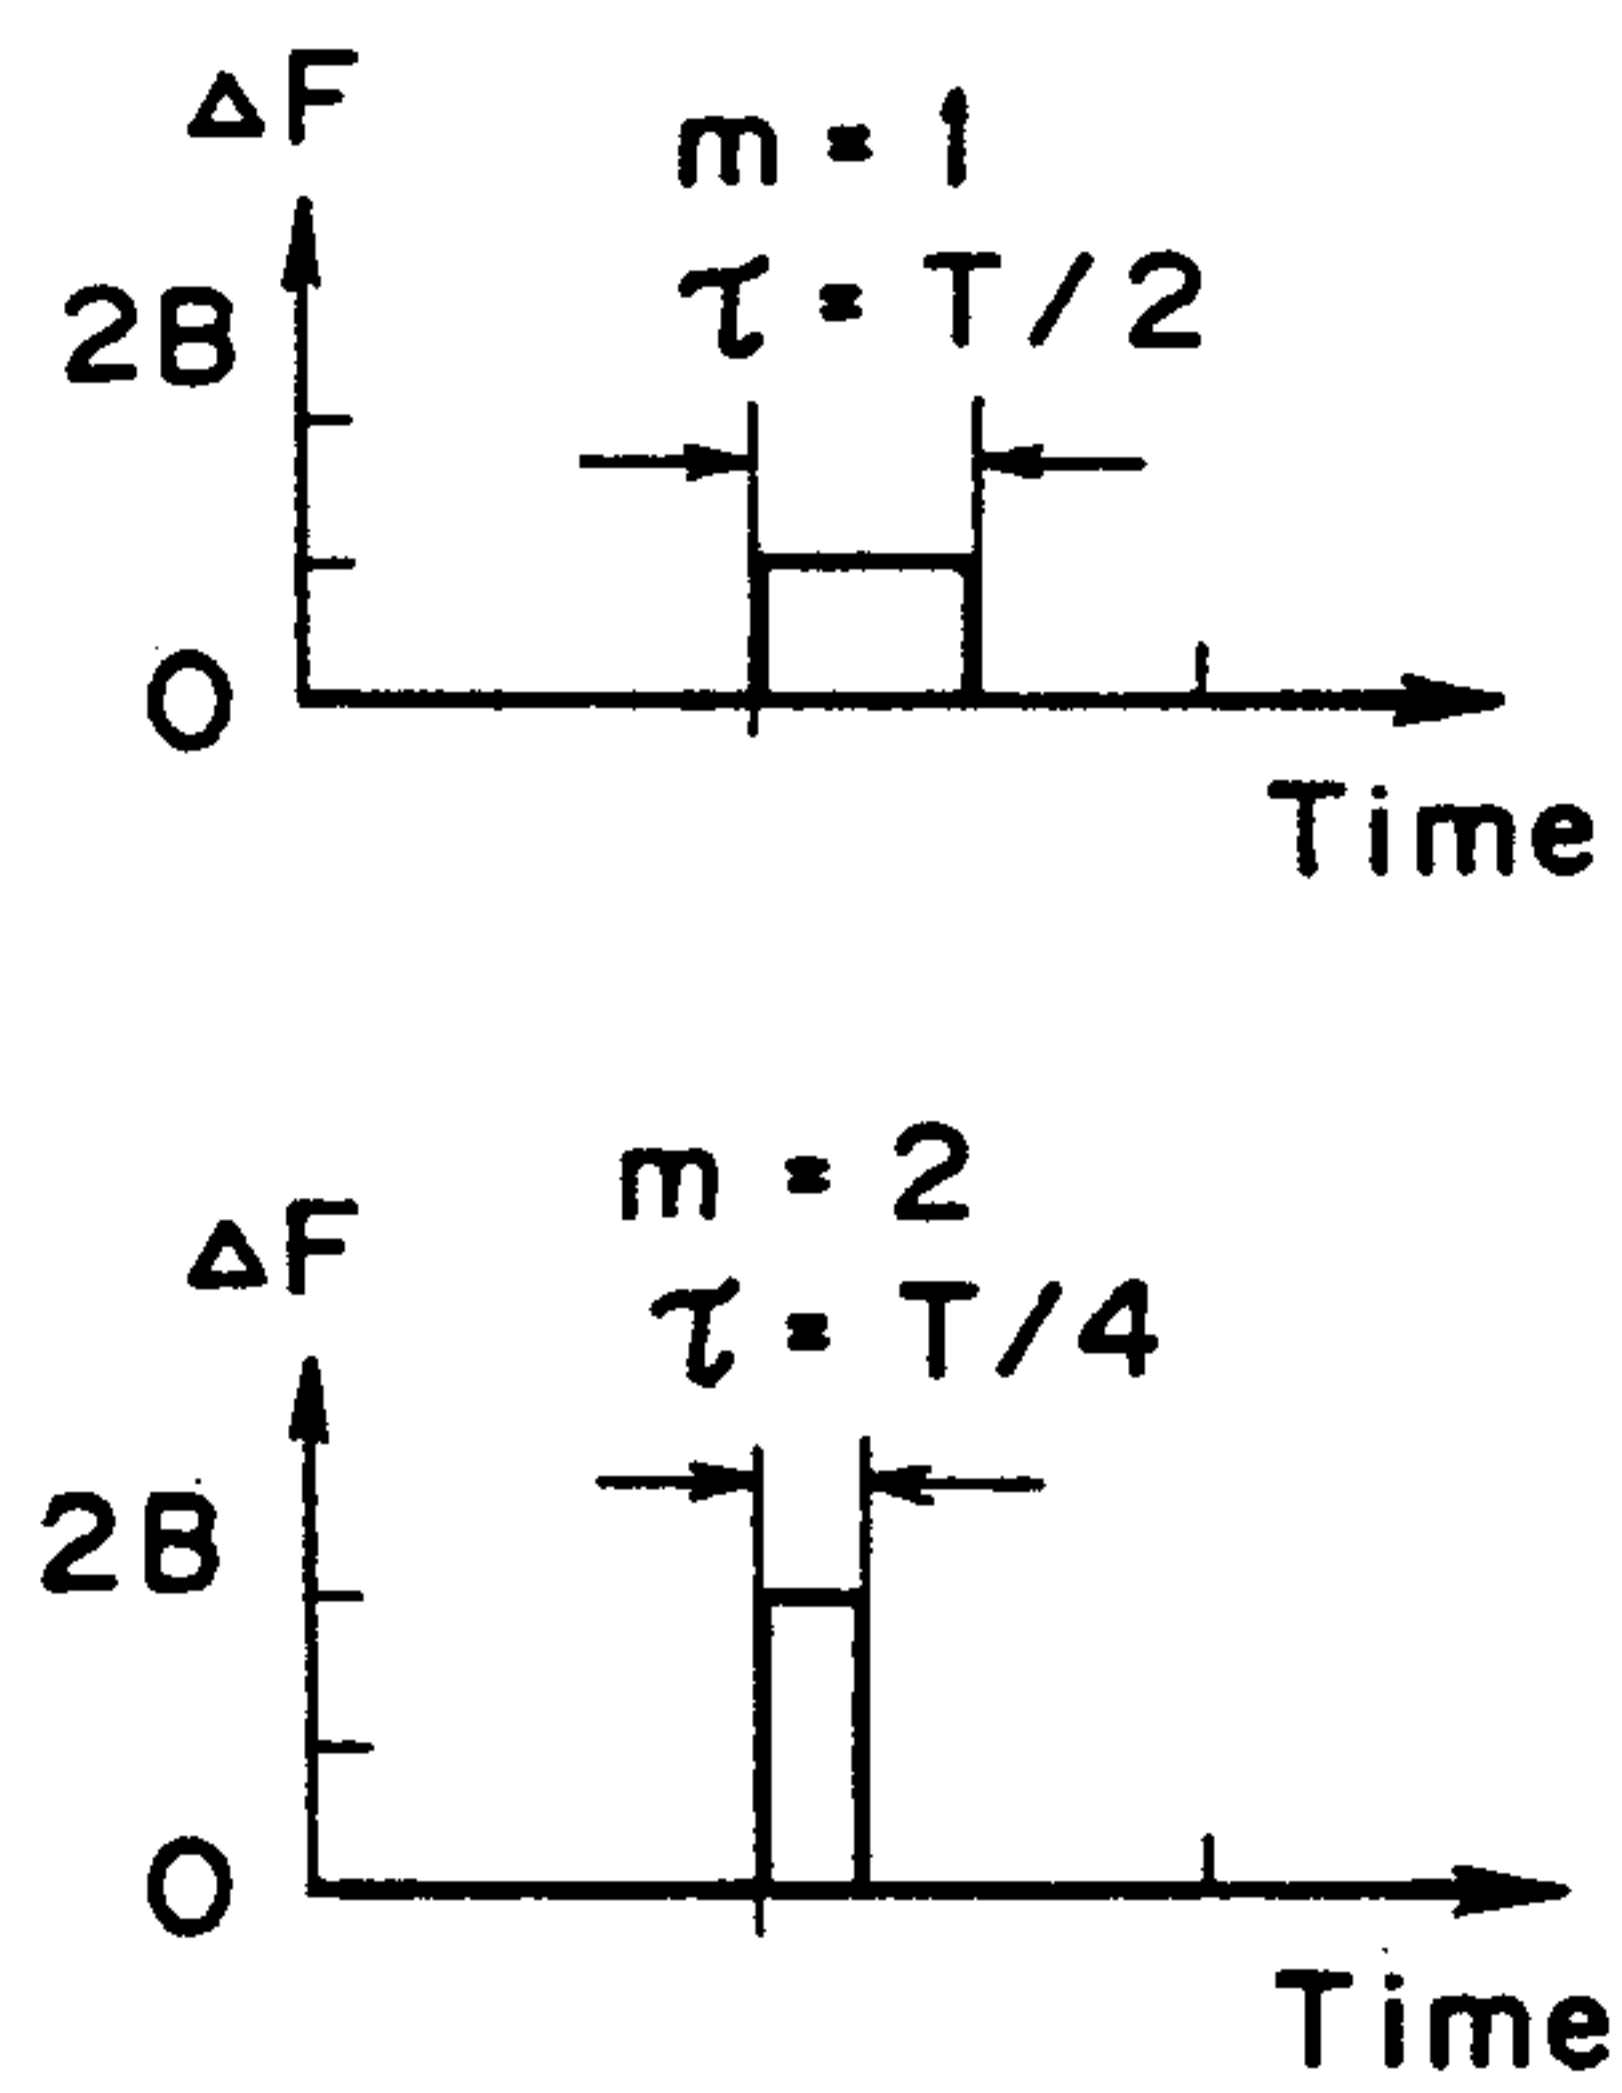 ΔF
m = 1
τ = T/2
2B
0
Time
m = 2
ΔF
τ = T/4
2B
0
Time